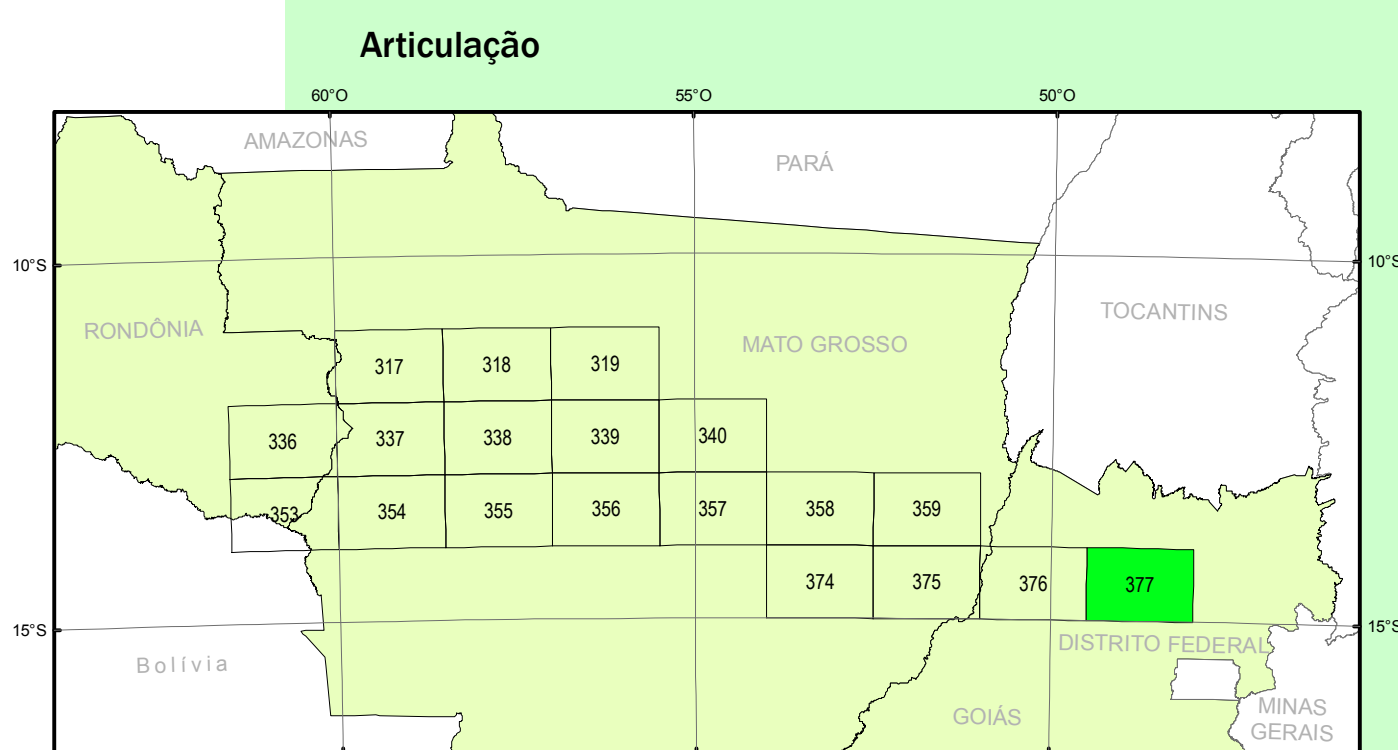 Articulação
60°O 55°O 50°O
AMAZONAS
PARÁ
10°S 10°S
TOCANTINS
RONDÔNIA
MATO GROSSO
317 318 319
336 337 338 339 340
353 354 355 356 357 358 359
374 375 376 377
15°S 15°S
DISTRITO FEDERAL
Bolívia
MINAS
GERAIS
GOIÁS